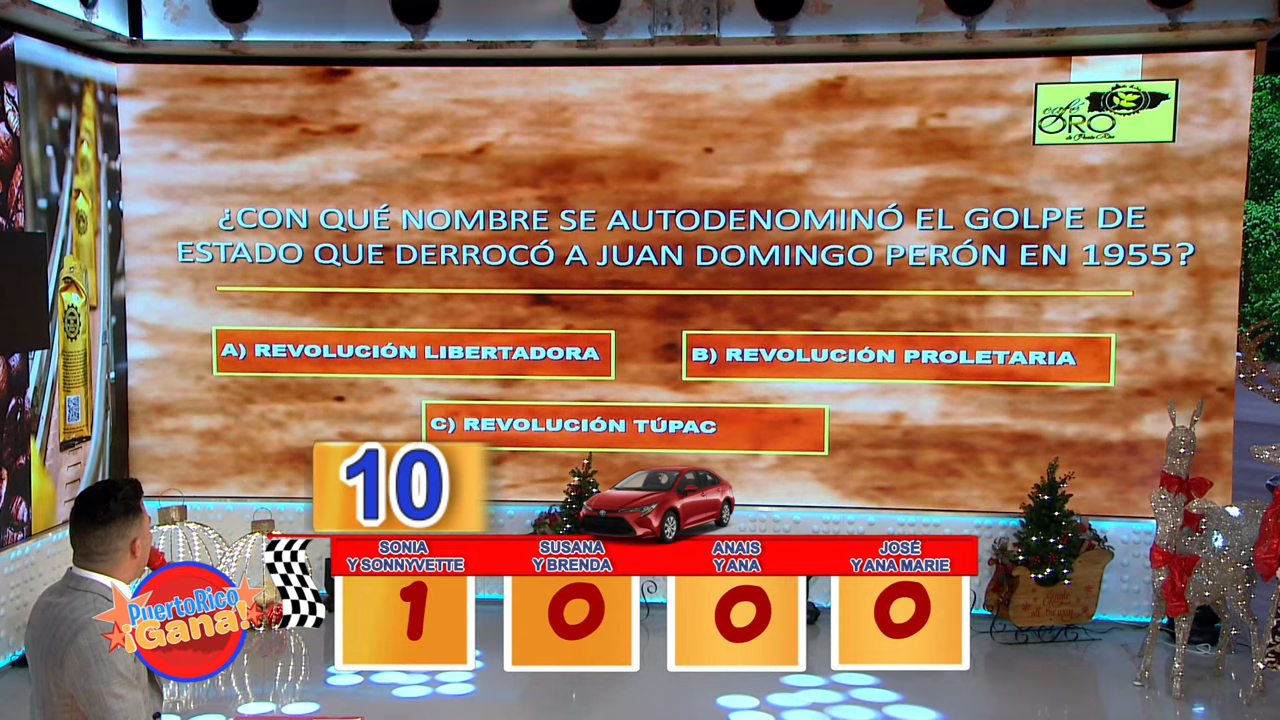 café
ORO
de Puerto Rico
¿CON QUÉ NOMBRE SE AUTODENOMINÓ EL GOLPE DE
ESTADO QUE DERROCÓ A JUAN DOMINGO PERÓN EN 1955?
A) REVOLUCIÓN LIBERTADORA
B) REVOLUCIÓN PROLETARIA
C) REVOLUCIÓN TÚPAC
10
SONIA
Y SONNYVETTE
SUSANA
Y BRENDA
ANAIS
Y ANA
JOSÉ
Y ANA MARIE
1
0
0
0
PuertoRico
¡Gana!